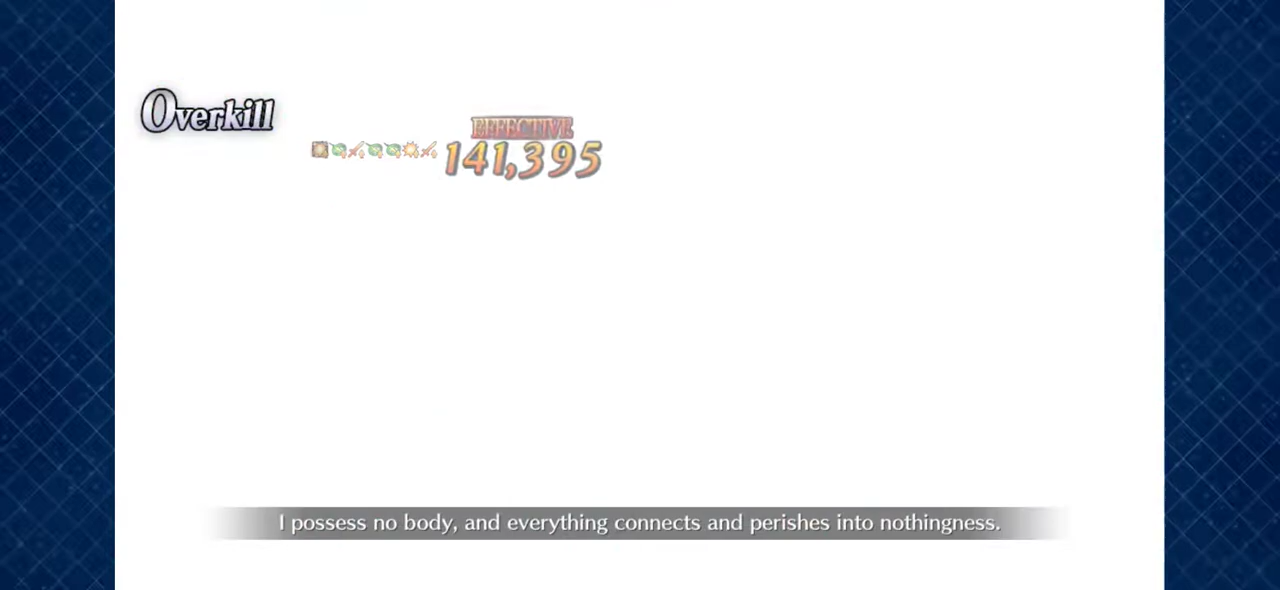 Overkill
EFFECTIVE
141,395
I possess no body, and everything connects and perishes into nothingness.